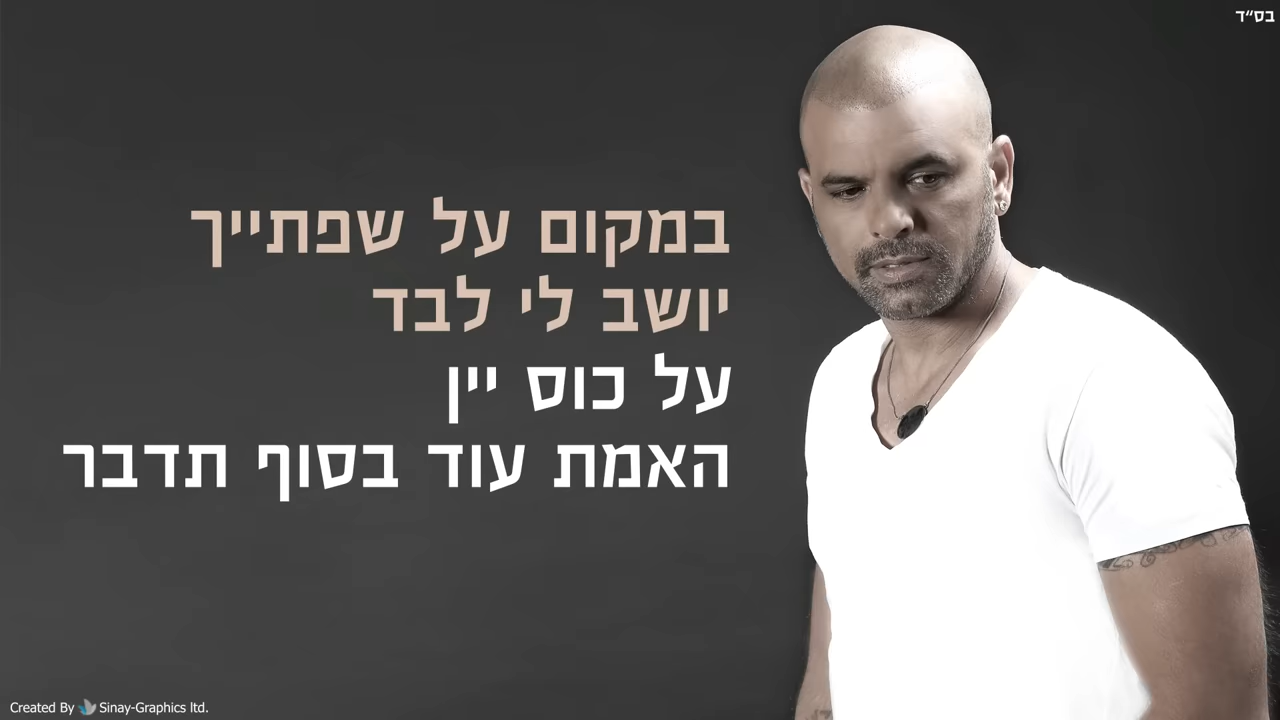 בס״ד
במקום על שפתייך
יושב לי לבד
על כוס יין
האמת עוד בסוף תדבר
Created By Sinay-Graphics ltd.